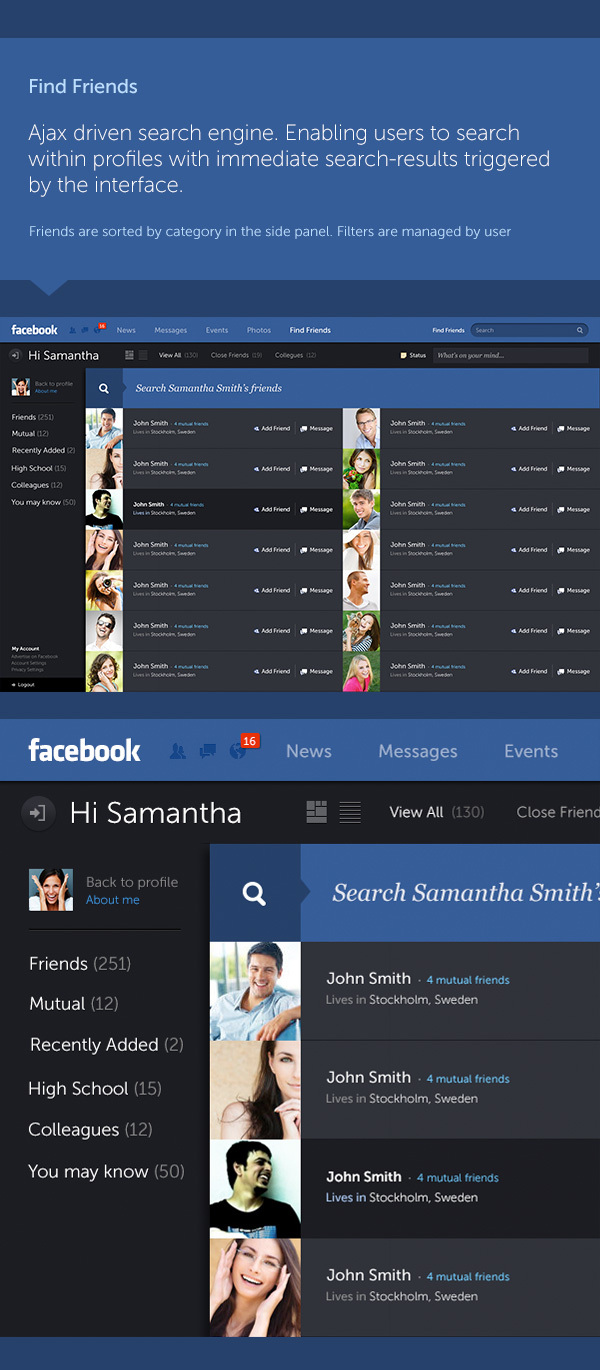 Find Friends
Ajax driven search engine. Enabling users to search
within profiles with immediate search-results triggered
by the interface.
Friends are sorted by category in the side panel. Filters are managed by user
facebook 16 News Messages Events Photos Find Friends Find Friends Search
Hi Samantha View All (130) Close Friends (19) Collegues (12) Status What's on your mind...
Back to profile
About me
Search Samantha Smith's friends
Friends (251)
Mutual (12)
Recently Added (2)
High School (15)
Colleagues (12)
You may know (50)
My Account
Advertise on Facebook
Account Settings
Privacy Settings
Logout
John Smith · 4 mutual friends Add Friend Message John Smith · 4 mutual friends Add Friend Message
Lives in Stockholm, Sweden Lives in Stockholm, Sweden
John Smith · 4 mutual friends Add Friend Message John Smith · 4 mutual friends Add Friend Message
Lives in Stockholm, Sweden Lives in Stockholm, Sweden
John Smith · 4 mutual friends Add Friend Message John Smith · 4 mutual friends Add Friend Message
Lives in Stockholm, Sweden Lives in Stockholm, Sweden
John Smith · 4 mutual friends Add Friend Message John Smith · 4 mutual friends Add Friend Message
Lives in Stockholm, Sweden Lives in Stockholm, Sweden
John Smith · 4 mutual friends Add Friend Message John Smith · 4 mutual friends Add Friend Message
Lives in Stockholm, Sweden Lives in Stockholm, Sweden
John Smith · 4 mutual friends Add Friend Message John Smith · 4 mutual friends Add Friend Message
Lives in Stockholm, Sweden Lives in Stockholm, Sweden
John Smith · 4 mutual friends Add Friend Message John Smith · 4 mutual friends Add Friend Message
Lives in Stockholm, Sweden Lives in Stockholm, Sweden
facebook 16 News Messages Events
Hi Samantha View All (130) Close Friend
Back to profile
About me
Search Samantha Smith's
Friends (251)
Mutual (12)
Recently Added (2)
High School (15)
Colleagues (12)
You may know (50)
John Smith · 4 mutual friends
Lives in Stockholm, Sweden
John Smith · 4 mutual friends
Lives in Stockholm, Sweden
John Smith · 4 mutual friends
Lives in Stockholm, Sweden
John Smith · 4 mutual friends
Lives in Stockholm, Sweden